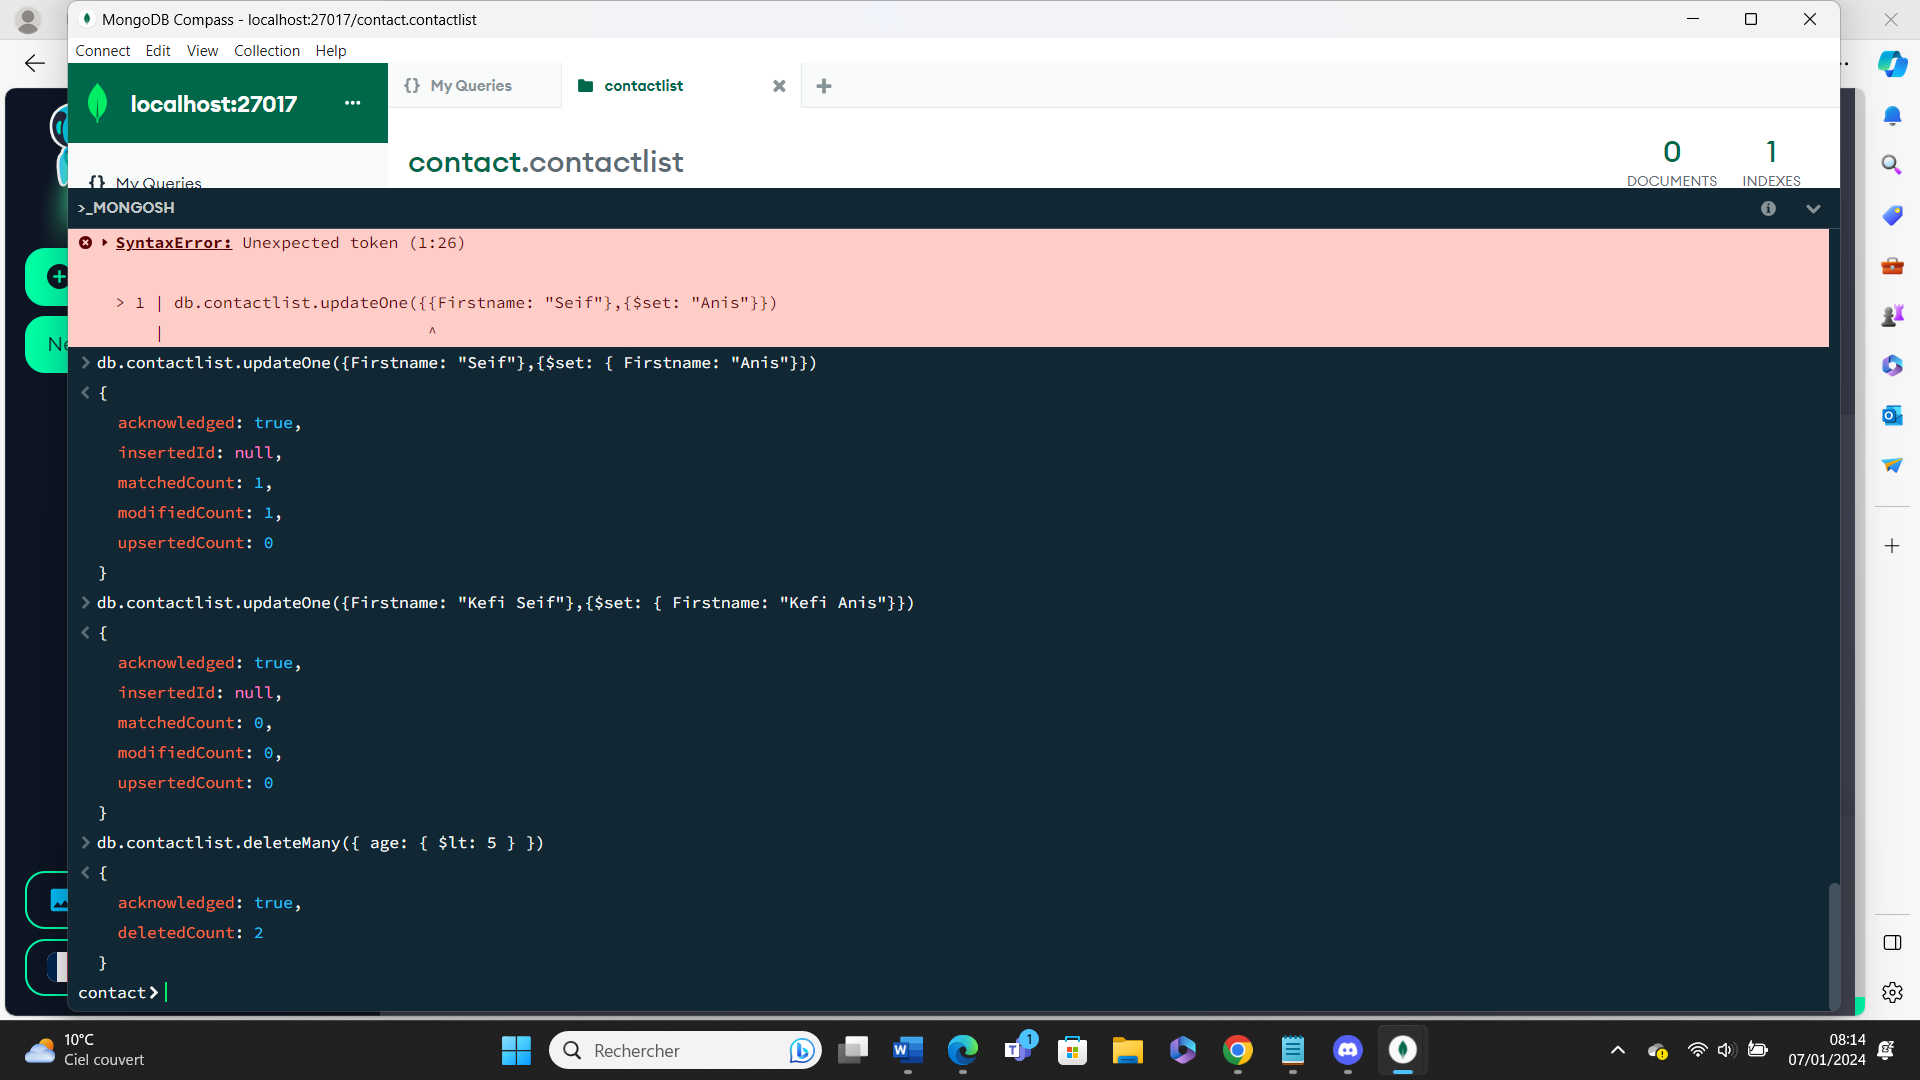 MongoDB Compass - localhost:27017/contact.contactlist
Connect Edit View Collection Help
localhost:27017 ···
{} My Queries
contactlist
{} My Queries
contact.contactlist
0
DOCUMENTS
1
INDEXES
>_MONGOSH
SyntaxError: Unexpected token (1:26)
> 1 | db.contactlist.updateOne({{Firstname: "Seif"},{$set: "Anis"}})
| ^
db.contactlist.updateOne({Firstname: "Seif"},{$set: { Firstname: "Anis"}})
{
acknowledged: true,
insertedId: null,
matchedCount: 1,
modifiedCount: 1,
upsertedCount: 0
}
db.contactlist.updateOne({Firstname: "Kefi Seif"},{$set: { Firstname: "Kefi Anis"}})
{
acknowledged: true,
insertedId: null,
matchedCount: 0,
modifiedCount: 0,
upsertedCount: 0
}
db.contactlist.deleteMany({ age: { $lt: 5 } })
{
acknowledged: true,
deletedCount: 2
}
contact>
Ne
10°C
Ciel couvert
Rechercher
1
08:14
07/01/2024